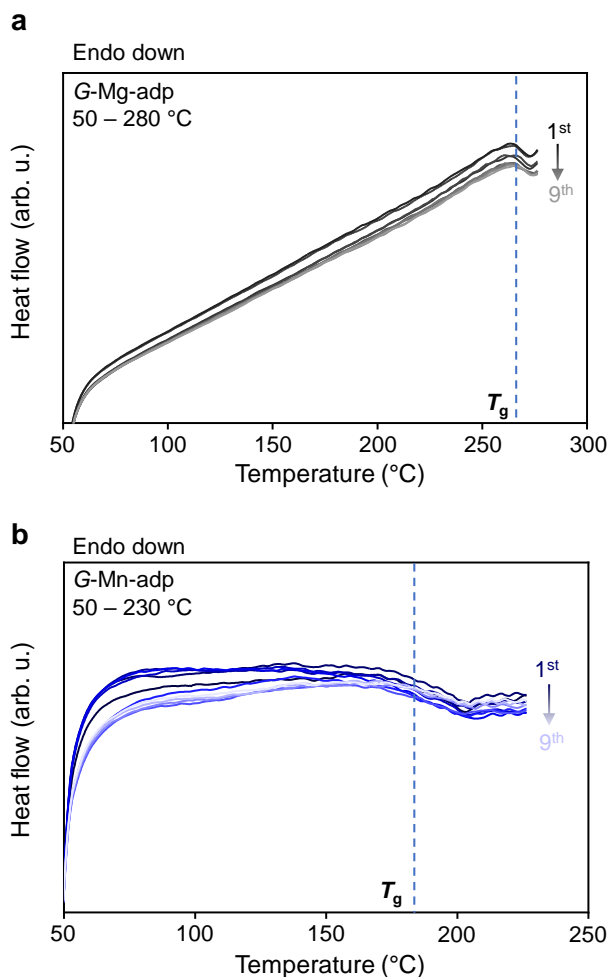 a
Endo down
G-Mg-adp
50 – 280 °C
1st
9th
Heat flow (arb. u.)
Tg
50 100 150 200 250 300
Temperature (°C)
b
Endo down
G-Mn-adp
50 – 230 °C
1st
9th
Heat flow (arb. u.)
Tg
50 100 150 200 250
Temperature (°C)